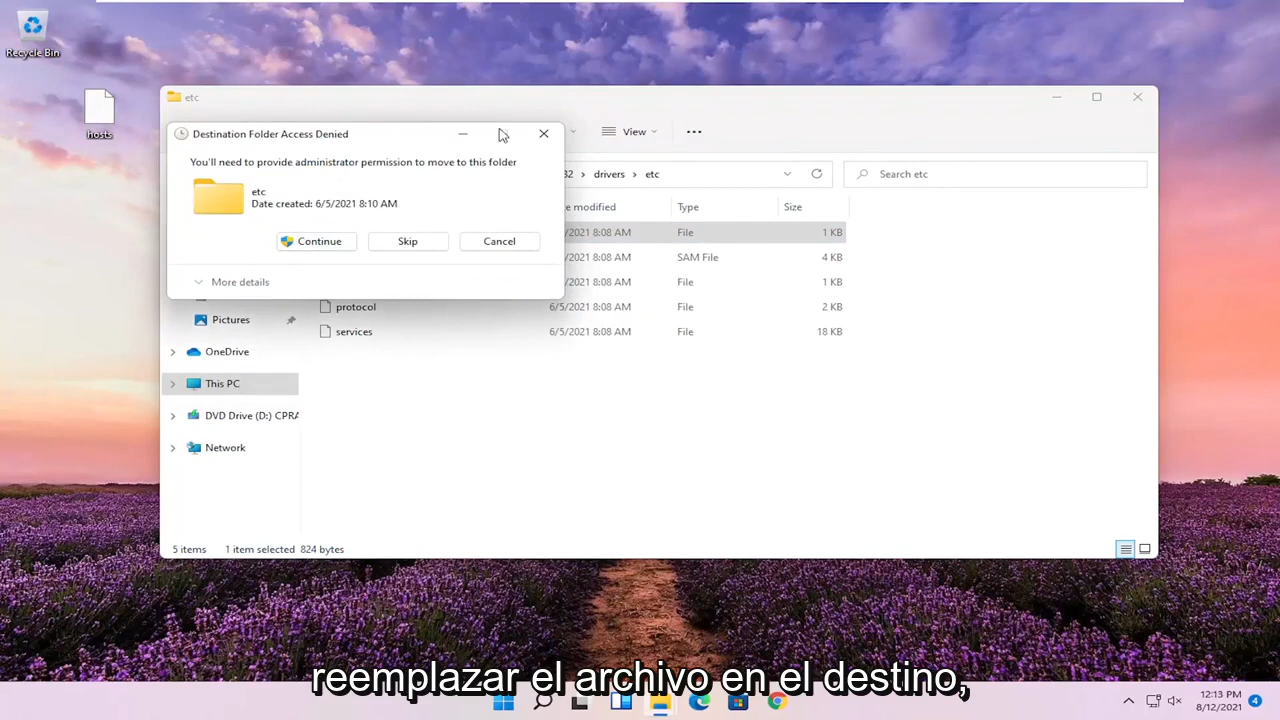 Recycle Bin
hosts
etc
Destination Folder Access Denied
You'll need to provide administrator permission to move to this folder
etc
Date created: 6/5/2021 8:10 AM
Continue
Skip
Cancel
More details
View
32 > drivers > etc
Search etc
e modified
Type
Size
/2021 8:08 AM File 1 KB
/2021 8:08 AM SAM File 4 KB
/2021 8:08 AM File 1 KB
protocol 6/5/2021 8:08 AM File 2 KB
services 6/5/2021 8:08 AM File 18 KB
Pictures
OneDrive
This PC
DVD Drive (D:) CPRA
Network
5 items 1 item selected 824 bytes
reemplazar el archivo en el destino,
12:13 PM
8/12/2021
4